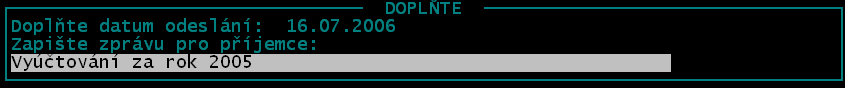 DOPLŇTE
Doplňte datum odeslání: 16.07.2006
Zapište zprávu pro příjemce:
Vyúčtování za rok 2005